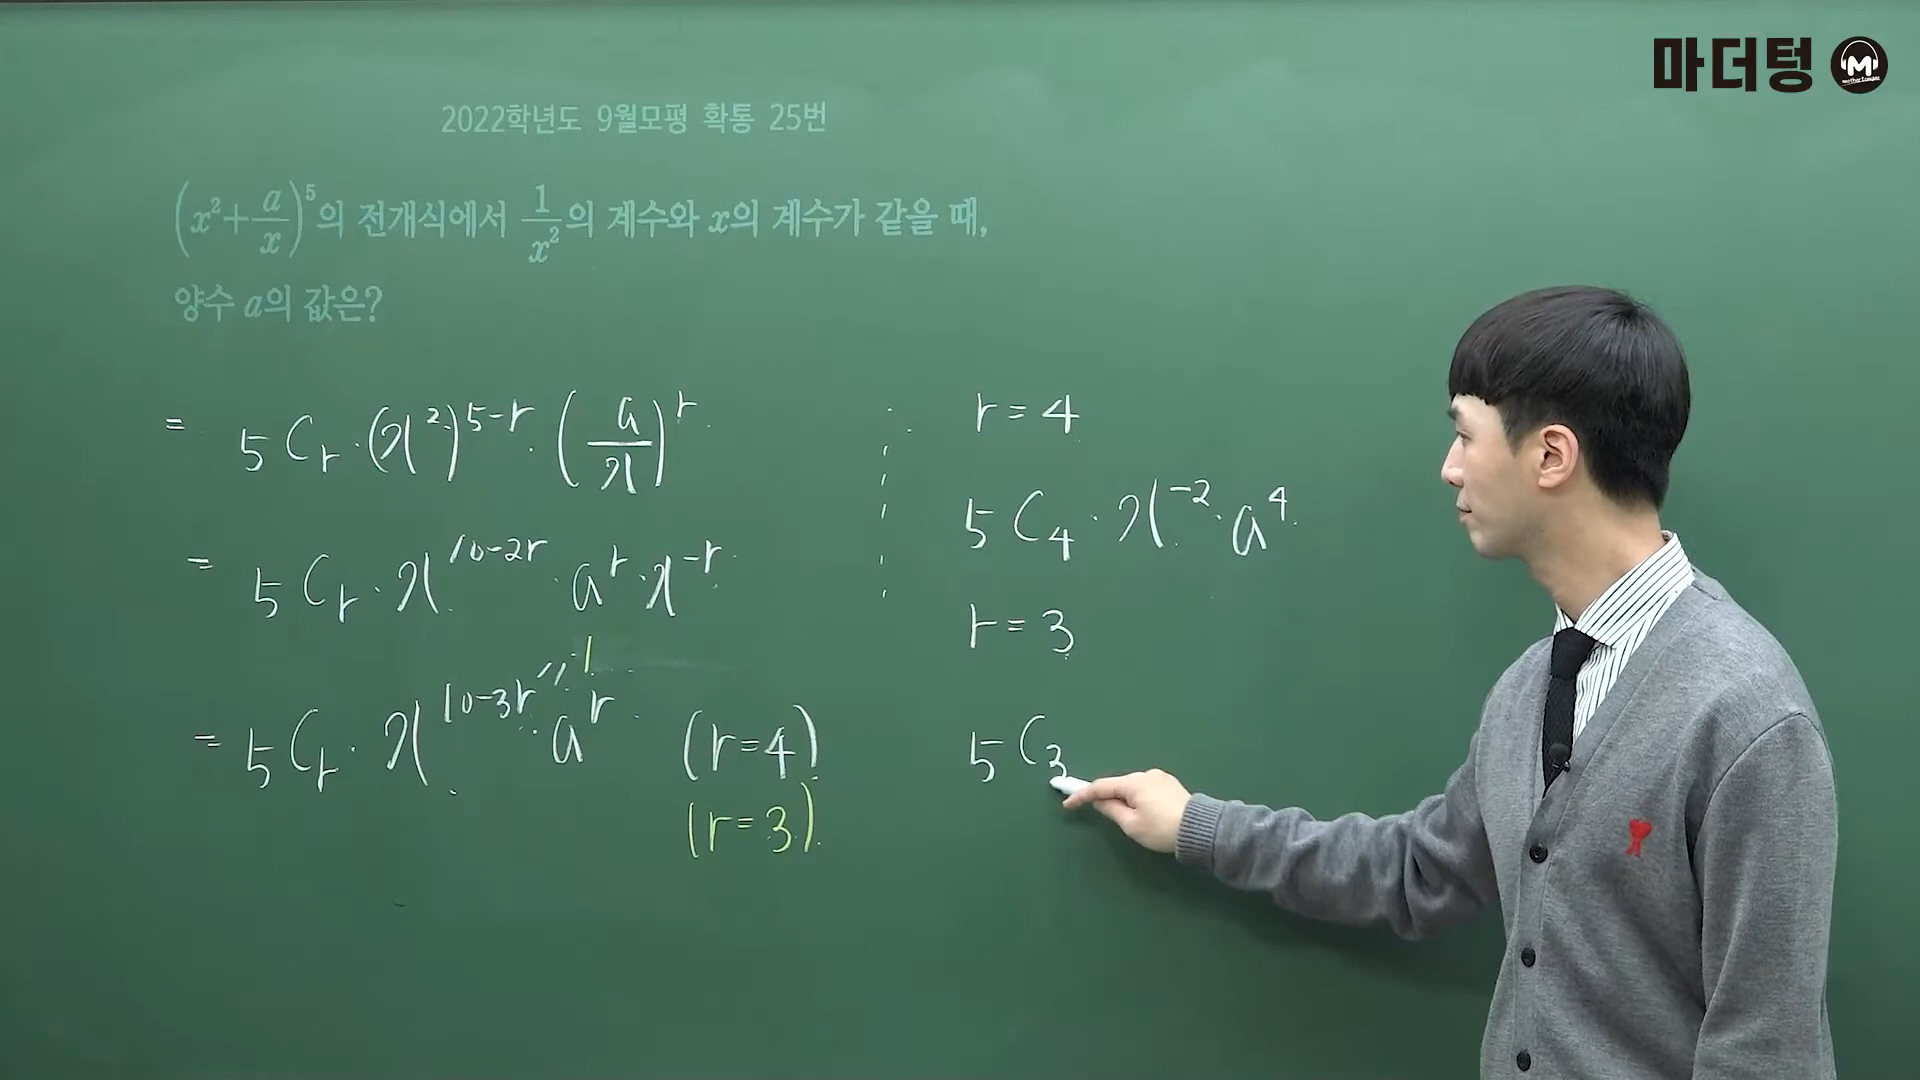 마더텅 M
2022학년도 9월모평 확통 25번
(x² + a/x)⁵의 전개식에서 1/x²의 계수와 x의 계수가 같을 때,
양수 a의 값은?
= 5Cr · (x²)^5-r · (a/x)^r
= 5Cr · x^10-2r · a^r · x^-r
= 5Cr · x^10-3r · a^r (r=4)
1
(r=3)
r = 4
5C4 · x^-2 · a^4
r = 3
5C3